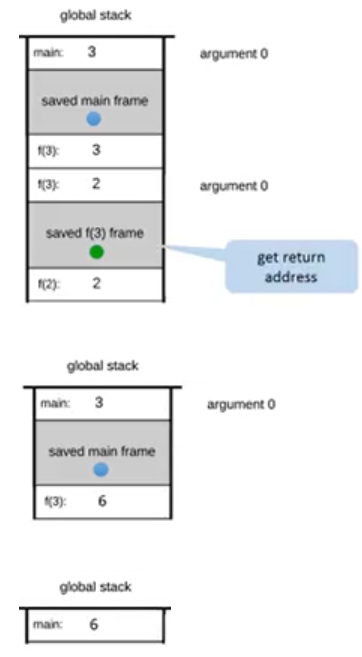 global stack
main: 3 argument 0
saved main frame
f(3): 3
f(3): 2 argument 0
saved f(3) frame
get return
address
f(2): 2
global stack
main: 3 argument 0
saved main frame
f(3): 6
global stack
main: 6